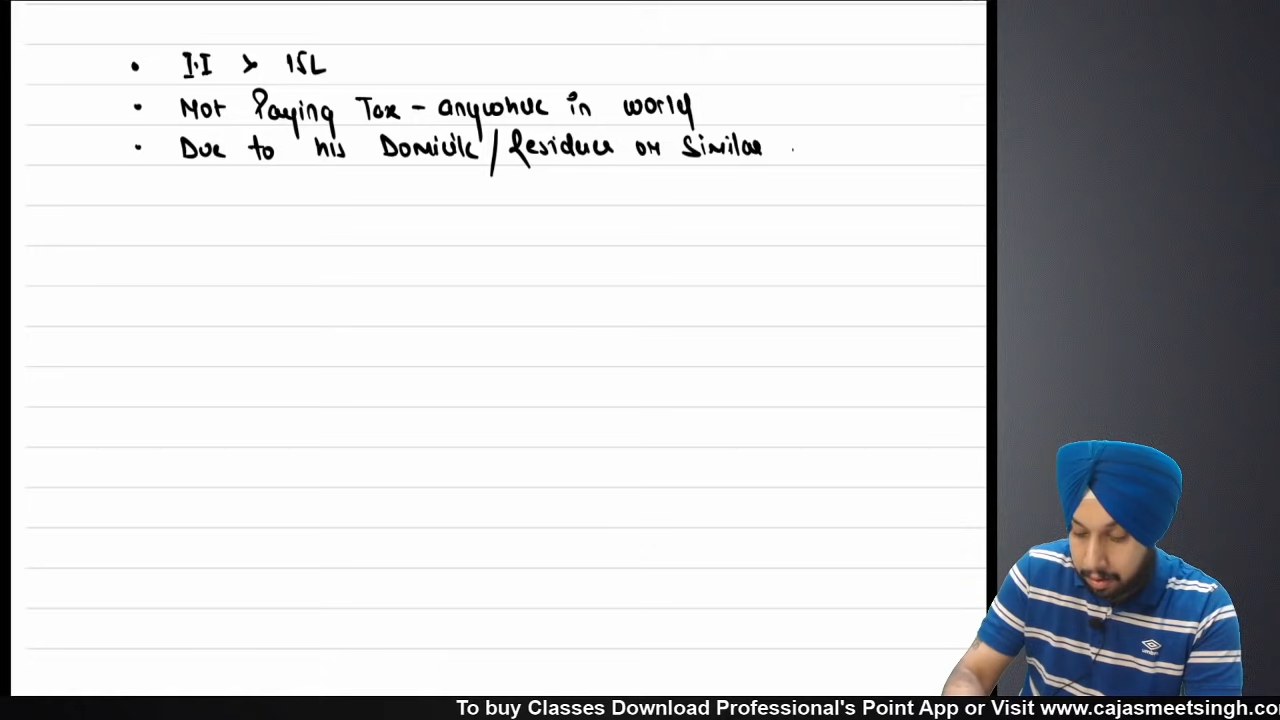 • I.I > 15L
• Not Paying Tax - anywhere in world
• Due to his Domicile / Residence or Similar
umbro
To buy Classes Download Professional's Point App or Visit www.cajasmeetsingh.co